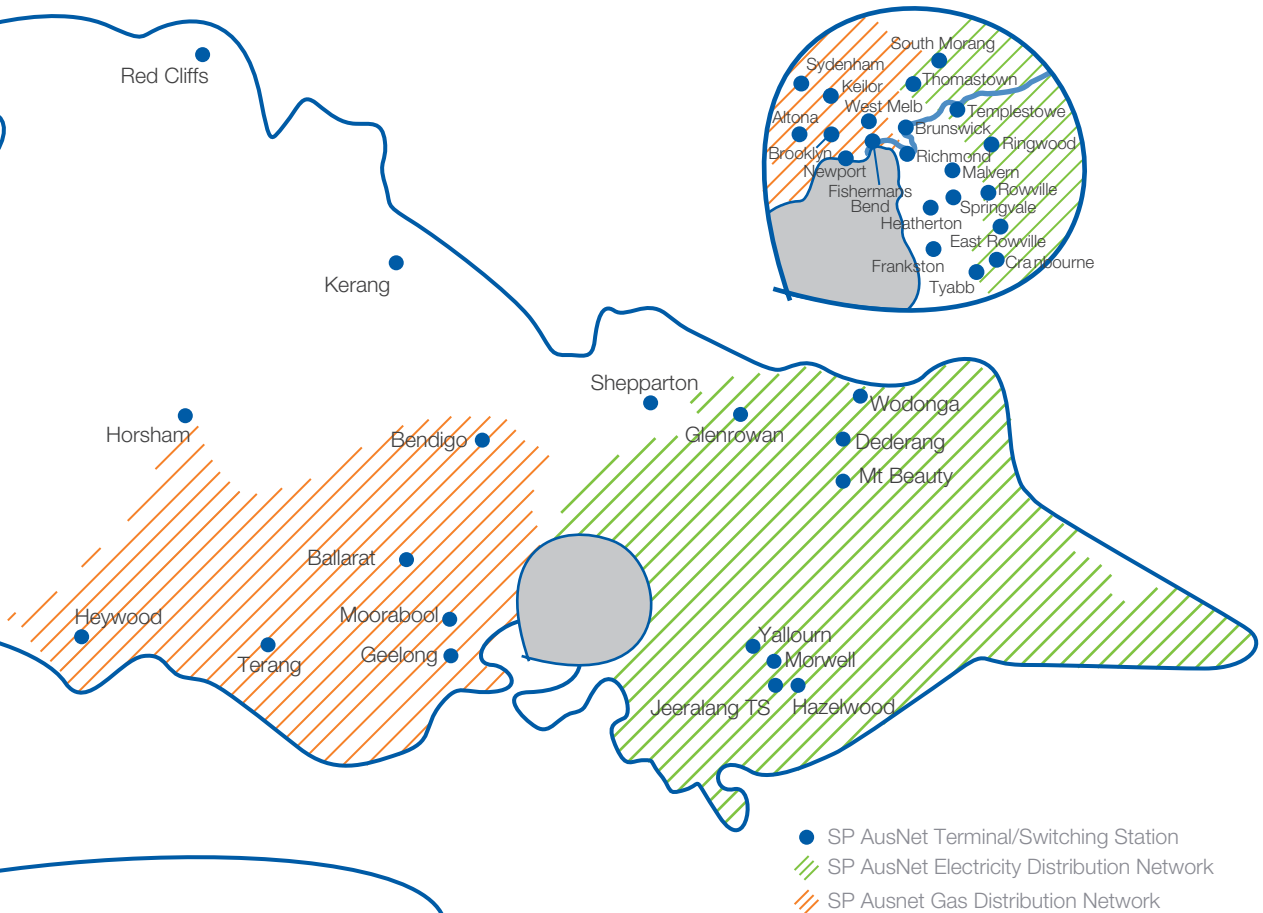 Red Cliffs
Kerang
South Morang
Sydenham
Thomastown
Keilor
West Melb
Templestowe
Altona
Brunswick
Ringwood
Brooklyn
Richmond
Newport
Malvern
Fishermans
Bend
Rowville
Springvale
Heatherton
East Rowville
Frankston
Cranbourne
Tyabb
Shepparton
Wodonga
Horsham
Bendigo
Glenrowan
Dederang
Mt Beauty
Ballarat
Heywood
Moorabool
Terang
Geelong
Yallourn
Morwell
Jeeralang TS
Hazelwood
SP AusNet Terminal/Switching Station
SP AusNet Electricity Distribution Network
SP Ausnet Gas Distribution Network